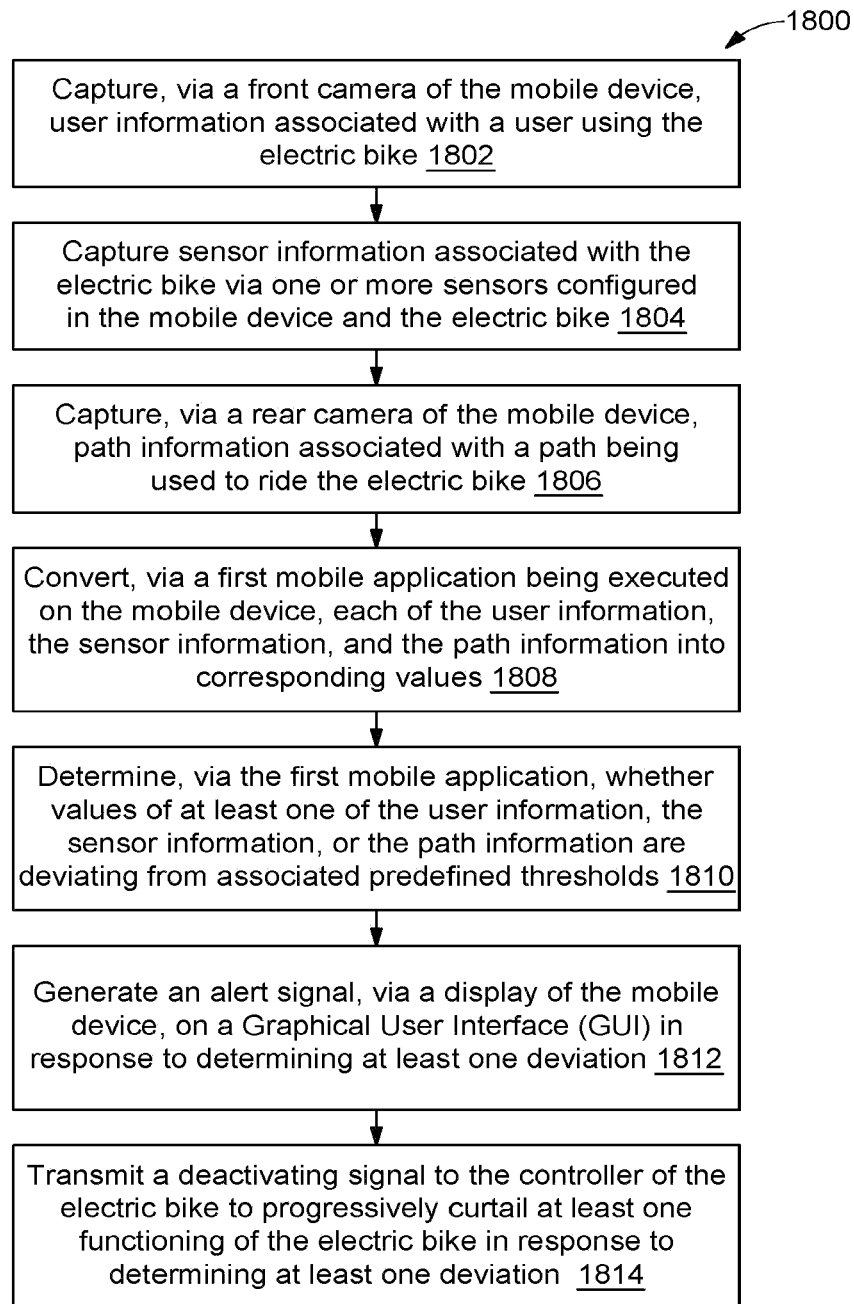 1800
Capture, via a front camera of the mobile device,
user information associated with a user using the
electric bike 1802
Capture sensor information associated with the
electric bike via one or more sensors configured
in the mobile device and the electric bike 1804
Capture, via a rear camera of the mobile device,
path information associated with a path being
used to ride the electric bike 1806
Convert, via a first mobile application being executed
on the mobile device, each of the user information,
the sensor information, and the path information into
corresponding values 1808
Determine, via the first mobile application, whether
values of at least one of the user information, the
sensor information, or the path information are
deviating from associated predefined thresholds 1810
Generate an alert signal, via a display of the mobile
device, on a Graphical User Interface (GUI) in
response to determining at least one deviation 1812
Transmit a deactivating signal to the controller of the
electric bike to progressively curtail at least one
functioning of the electric bike in response to
determining at least one deviation 1814